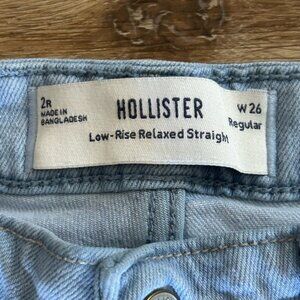 2R
MADE IN
BANGLADESH
HOLLISTER
Low-Rise Relaxed Straight
W 26
Regular